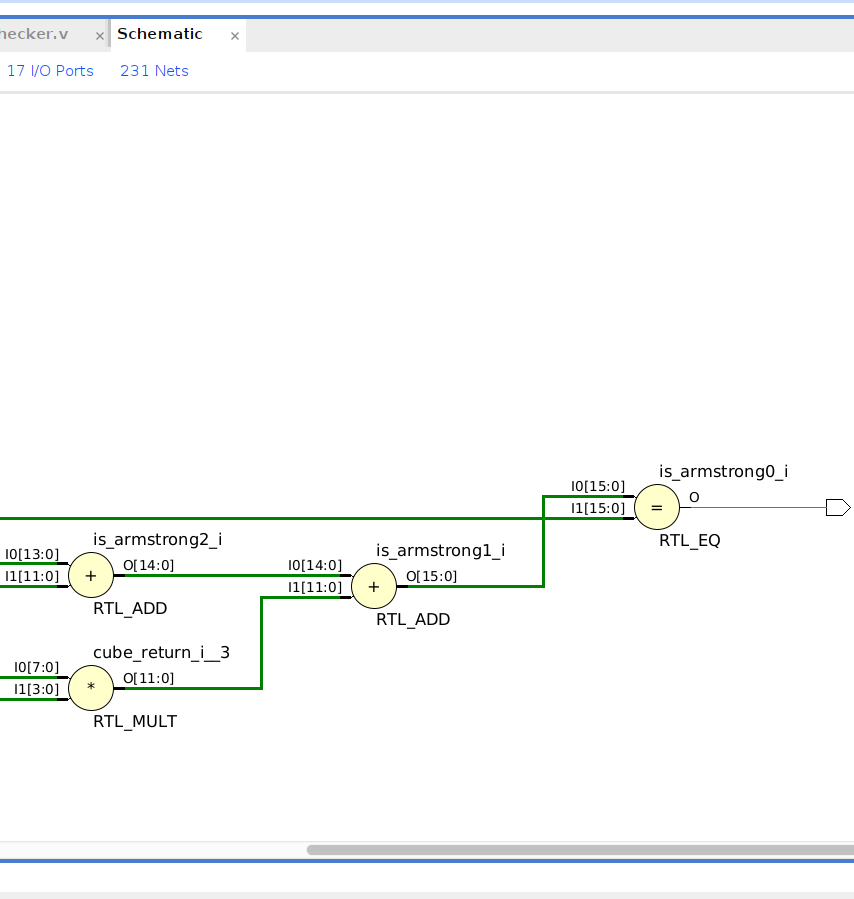 hecker.v × Schematic ×
17 I/O Ports 231 Nets
is_armstrong0_i
I0[15:0]
I1[15:0]
=
O
RTL_EQ
is_armstrong2_i
I0[13:0]
I1[11:0]
+
O[14:0]
RTL_ADD
is_armstrong1_i
I0[14:0]
I1[11:0]
+
O[15:0]
RTL_ADD
cube_return_i__3
I0[7:0]
I1[3:0]
*
O[11:0]
RTL_MULT